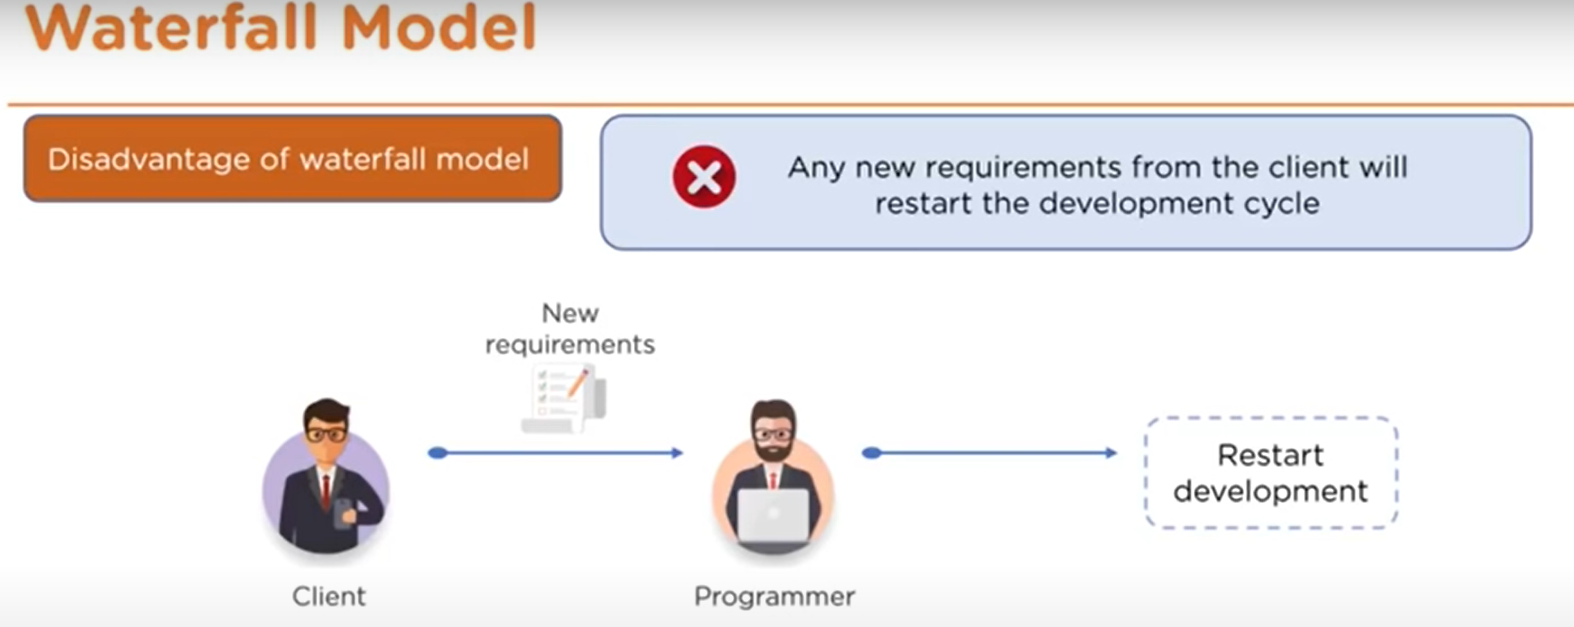 Waterfall Model
Disadvantage of waterfall model
Any new requirements from the client will
restart the development cycle
New
requirements
Client
Programmer
Restart
development